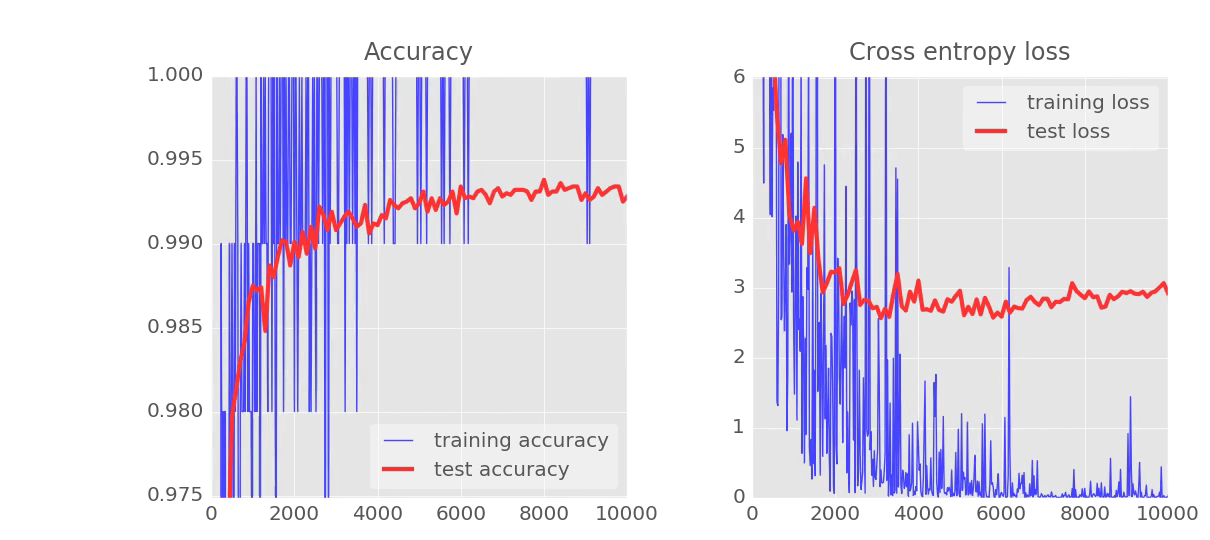 Accuracy
1.000
0.995
0.990
0.985
0.980
0.975
training accuracy
test accuracy
0 2000 4000 6000 8000 10000
Cross entropy loss
6
5
4
3
2
1
0
training loss
test loss
0 2000 4000 6000 8000 10000